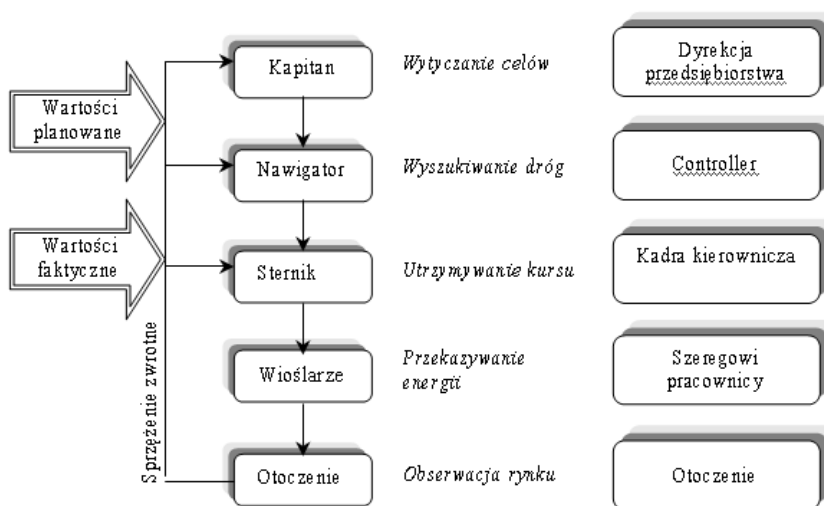 Kapitan
Wytyczanie celów
Dyrekcja
przedsiębiorstwa
Wartości
planowane
Nawigator
Wyszukiwanie dróg
Controller
Wartości
faktyczne
Sternik
Utrzymywanie kursu
Kadra kierownicza
Sprzężenie zwrotne
Wioślarze
Przekazywanie
energii
Szeregowi
pracownicy
Otoczenie
Obserwacja rynku
Otoczenie